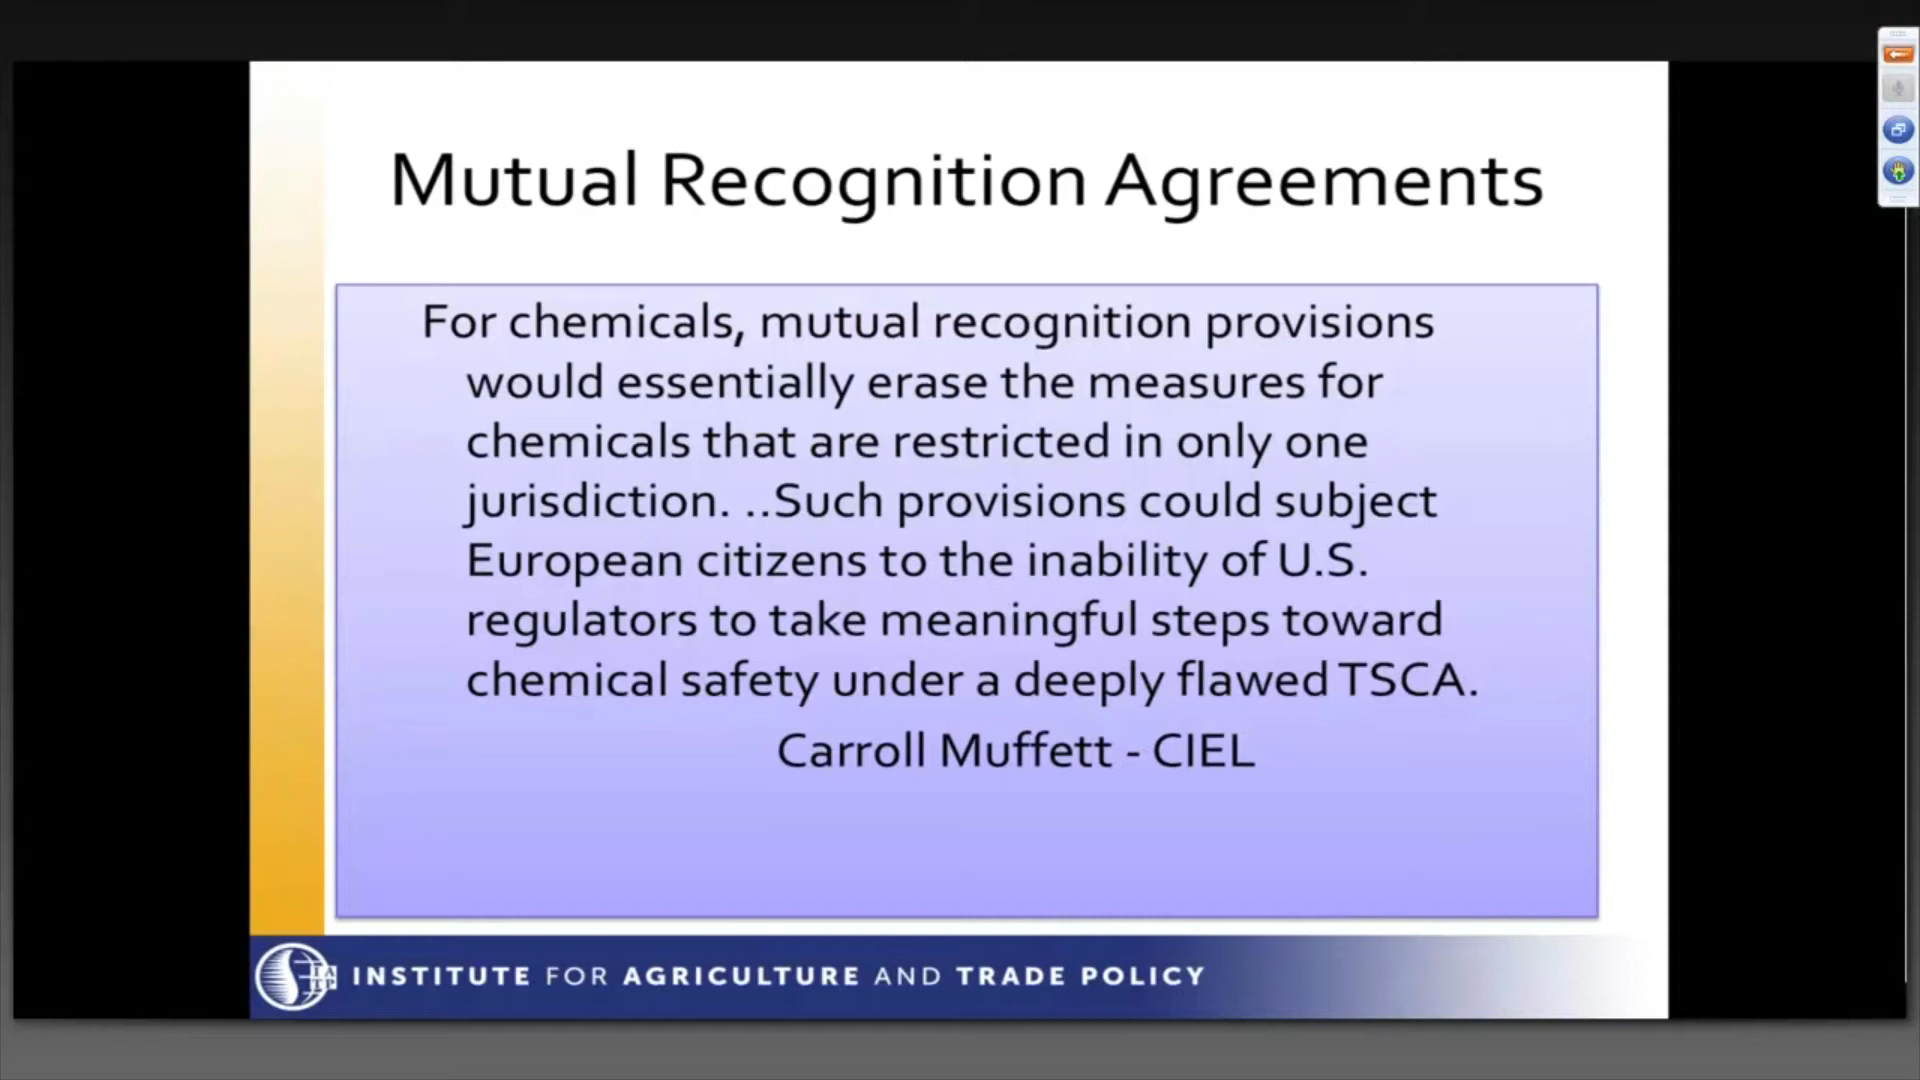 Mutual Recognition Agreements
For chemicals, mutual recognition provisions
would essentially erase the measures for
chemicals that are restricted in only one
jurisdiction. ..Such provisions could subject
European citizens to the inability of U.S.
regulators to take meaningful steps toward
chemical safety under a deeply flawed TSCA.
Carroll Muffett - CIEL
IA
TP
INSTITUTE FOR AGRICULTURE AND TRADE POLICY